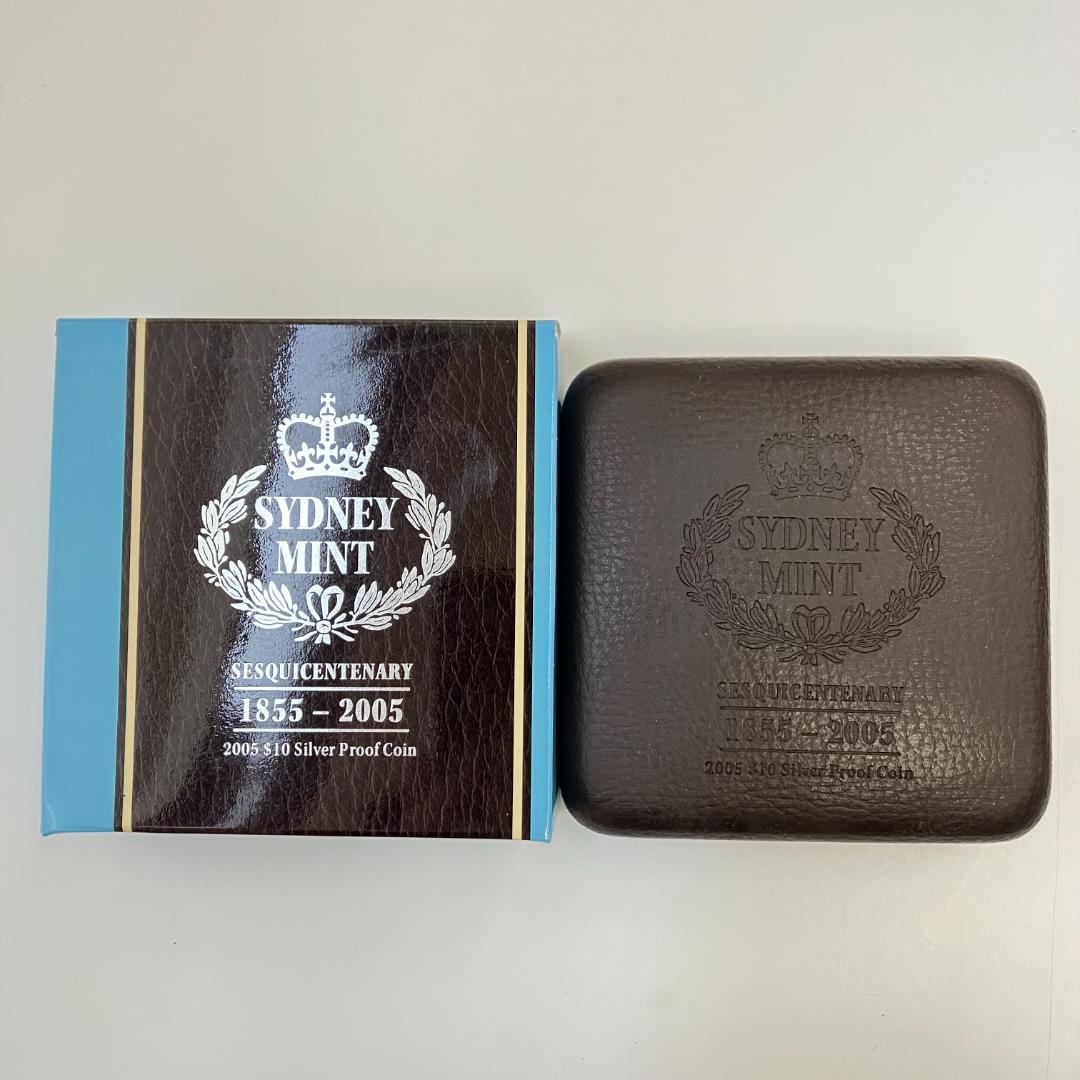 SYDNEY
MINT
SESQUICENTENARY
1855 – 2005
2005 $10 Silver Proof Coin
SYDNEY
MINT
SESQUICENTENARY
1855 – 2005
2005 $10 Silver Proof Coin